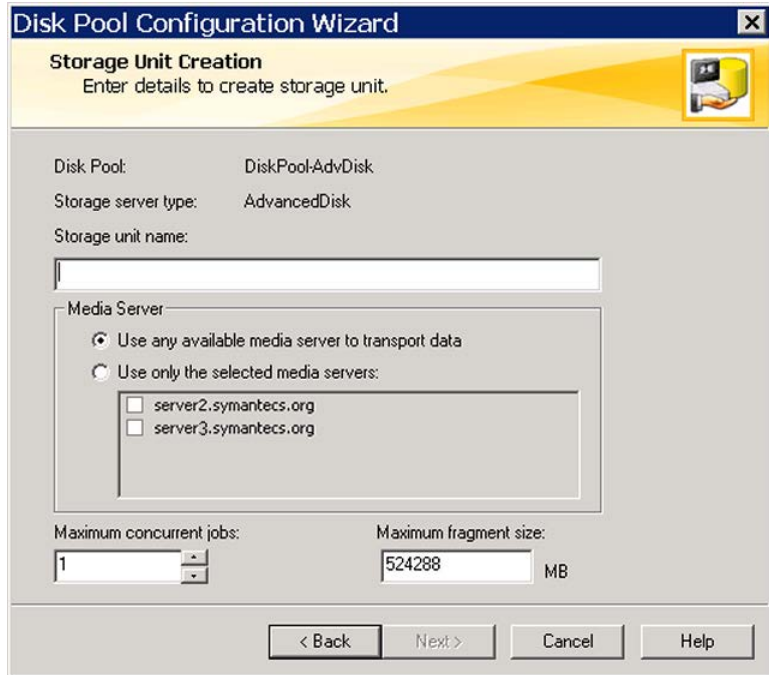 Disk Pool Configuration Wizard
Storage Unit Creation
Enter details to create storage unit.
Disk Pool: DiskPool-AdvDisk
Storage server type: AdvancedDisk
Storage unit name:
Media Server
Use any available media server to transport data
Use only the selected media servers:
server2.symantecs.org
server3.symantecs.org
Maximum concurrent jobs: Maximum fragment size:
1 524288 MB
< Back Next > Cancel Help